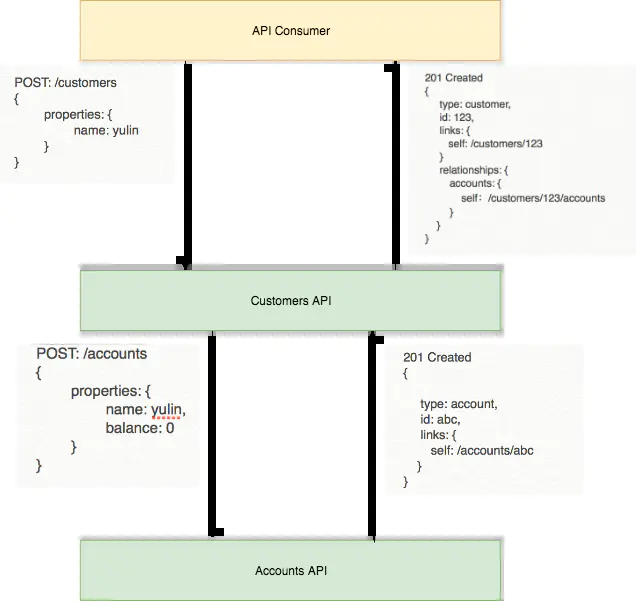 API Consumer
POST: /customers
{
properties: {
name: yulin
}
}
201 Created
{
type: customer,
id: 123,
links: {
self: /customers/123
}
relationships: {
accounts: {
self: /customers/123/accounts
}
}
}
Customers API
POST: /accounts
{
properties: {
name: yulin,
balance: 0
}
}
201 Created
{
type: account,
id: abc,
links: {
self: /accounts/abc
}
}
Accounts API